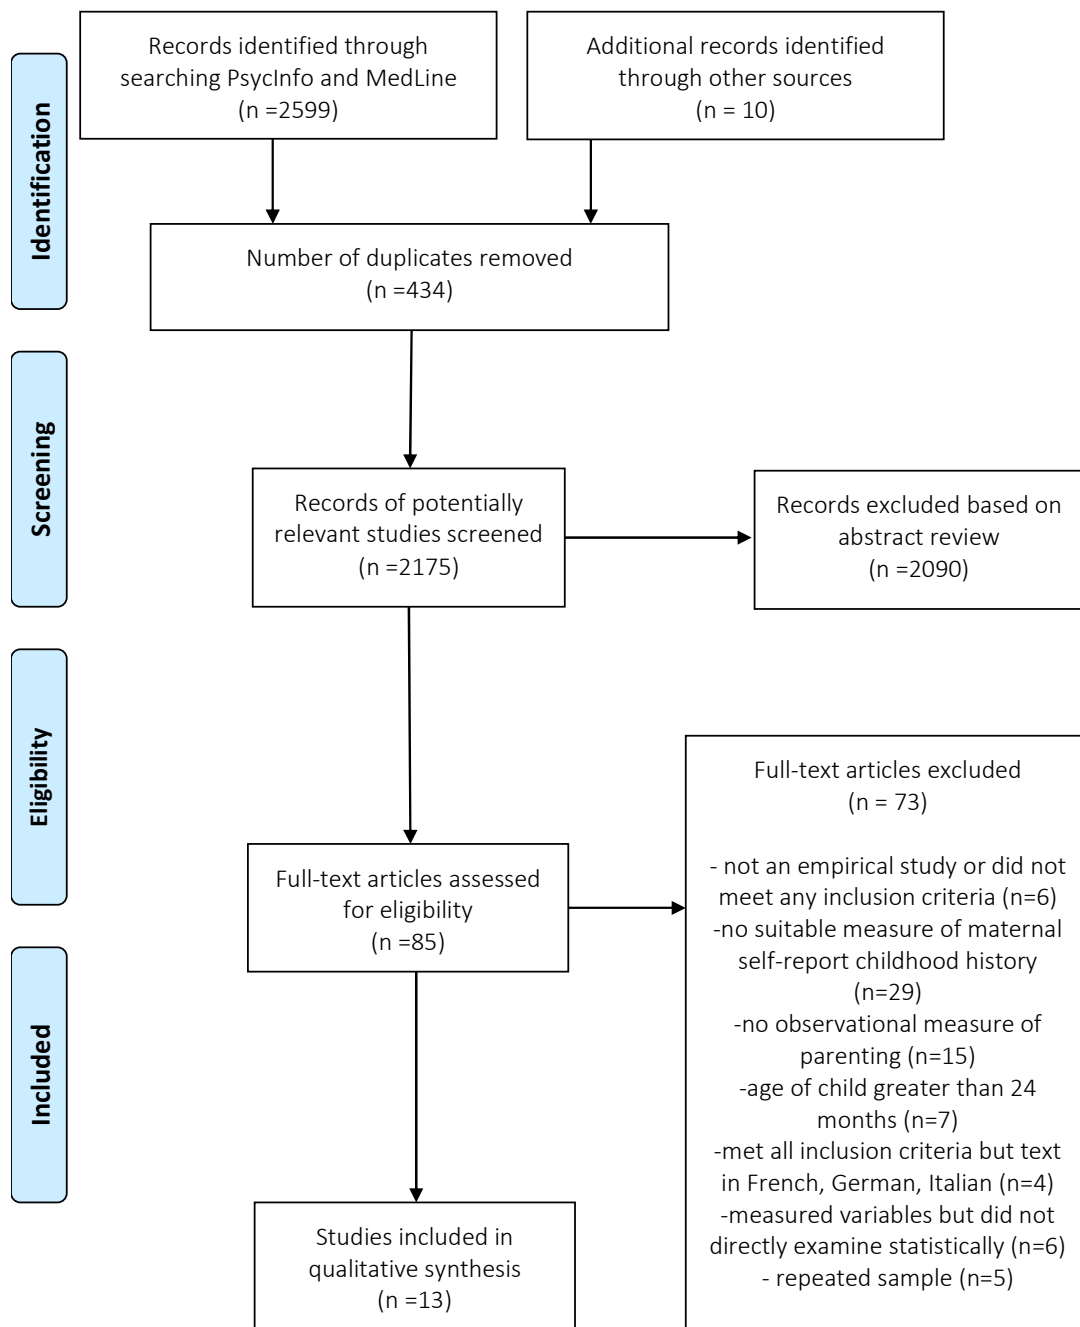 Records identified through
searching PsycInfo and MedLine
(n =2599)
Additional records identified
through other sources
(n = 10)
Identification
Number of duplicates removed
(n =434)
Screening
Records of potentially
relevant studies screened
(n =2175)
Records excluded based on
abstract review
(n =2090)
Eligibility
Full-text articles assessed
for eligibility
(n =85)
Full-text articles excluded
(n = 73)
- not an empirical study or did not
meet any inclusion criteria (n=6)
-no suitable measure of maternal
self-report childhood history
(n=29)
-no observational measure of
parenting (n=15)
-age of child greater than 24
months (n=7)
-met all inclusion criteria but text
in French, German, Italian (n=4)
-measured variables but did not
directly examine statistically (n=6)
- repeated sample (n=5)
Included
Studies included in
qualitative synthesis
(n =13)